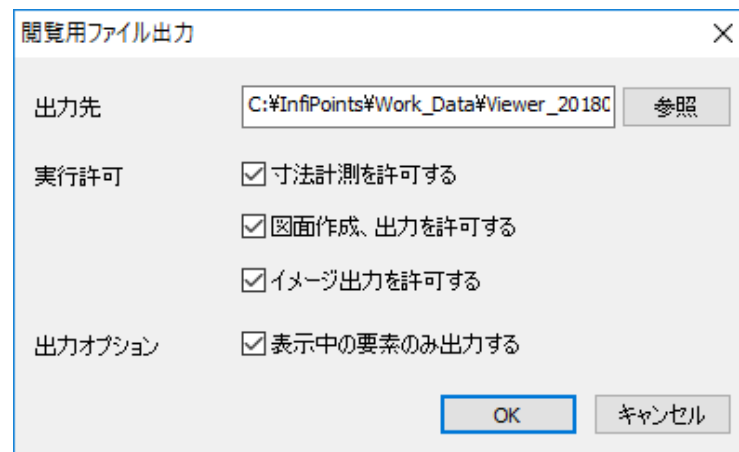 閲覧用ファイル出力
出力先 C:¥InfiPoints¥Work_Data¥Viewer_2018 参照
実行許可 寸法計測を許可する
図面作成、出力を許可する
イメージ出力を許可する
出力オプション 表示中の要素のみ出力する
OK キャンセル